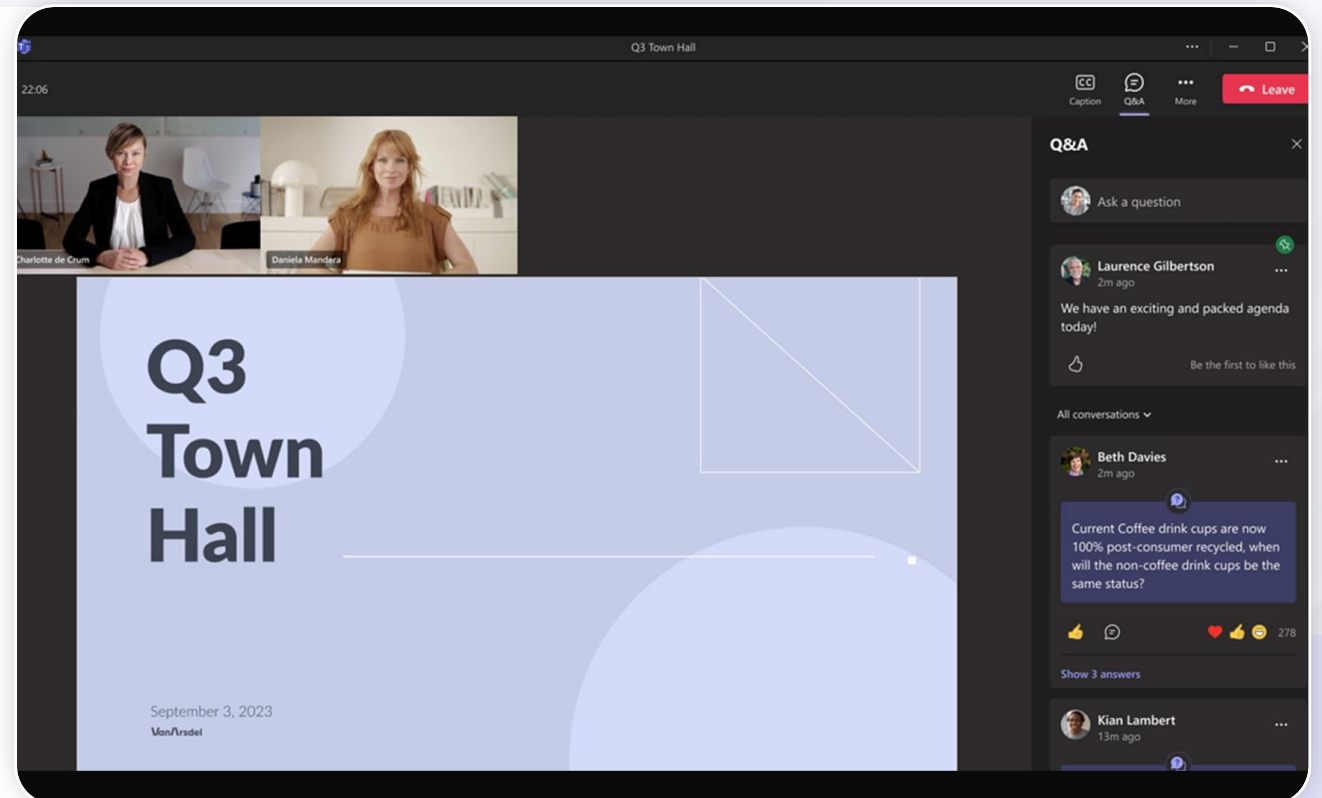 Q3 Town Hall
22:06
CC
Caption
Q&A
More
Leave
Charlotte de Crum
Daniela Mandera
Q3
Town
Hall
September 3, 2023
VanArsdel
Q&A
Ask a question
Laurence Gilbertson
2m ago
We have an exciting and packed agenda
today!
Be the first to like this
All conversations
Beth Davies
2m ago
Current Coffee drink cups are now
100% post-consumer recycled, when
will the non-coffee drink cups be the
same status?
278
Show 3 answers
Kian Lambert
13m ago